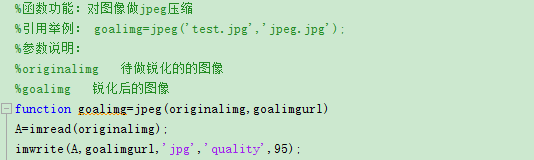 %函数功能：对图像做jpeg压缩
%引用举例： goalimg=jpeg('test.jpg','jpeg.jpg');
%参数说明：
%originalimg 待做锐化的的图像
%goalimg 锐化后的图像
function goalimg=jpeg(originalimg,goalimgurl)
A=imread(originalimg);
imwrite(A,goalimgurl,'jpg','quality',95);